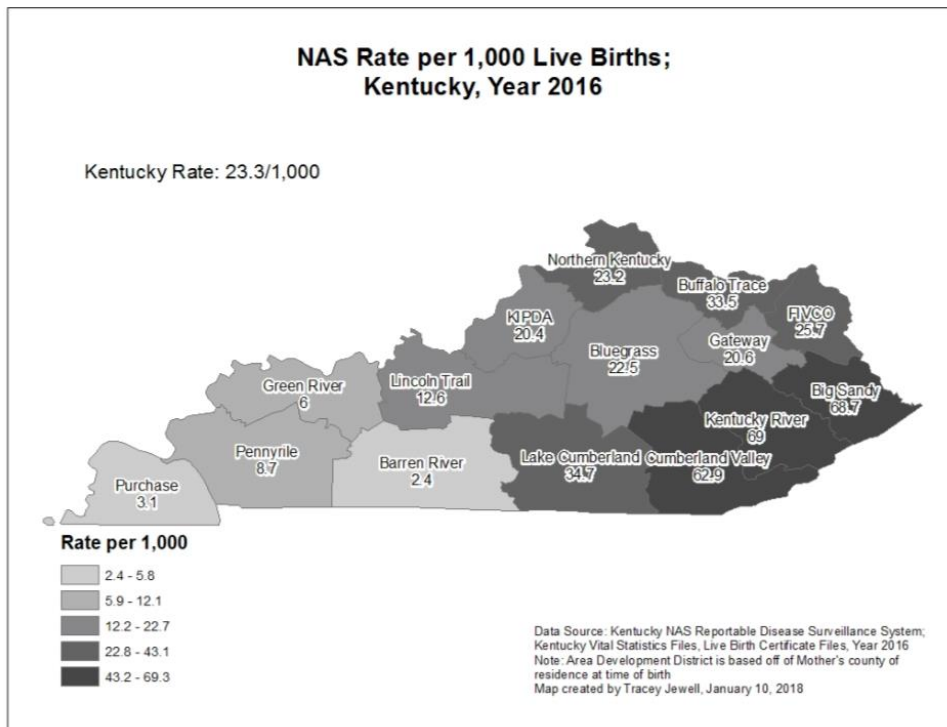 NAS Rate per 1,000 Live Births;
Kentucky, Year 2016
Kentucky Rate: 23.3/1,000
Northern Kentucky
23.2
Buffalo Trace
33.5
FIVCO
25.7
KIPDA
20.4
Bluegrass
22.5
Gateway
20.6
Big Sandy
68.7
Green River
6
Lincoln Trail
12.6
Kentucky River
69
Pennyrile
8.7
Barren River
2.4
Lake Cumberland
34.7
Cumberland Valley
62.9
Purchase
3.1
Rate per 1,000
2.4 - 5.8
5.9 - 12.1
12.2 - 22.7
22.8 - 43.1
43.2 - 69.3
Data Source: Kentucky NAS Reportable Disease Surveillance System;
Kentucky Vital Statistics Files, Live Birth Certificate Files, Year 2016
Note: Area Development District is based off of Mother's county of
residence at time of birth
Map created by Tracey Jewell, January 10, 2018